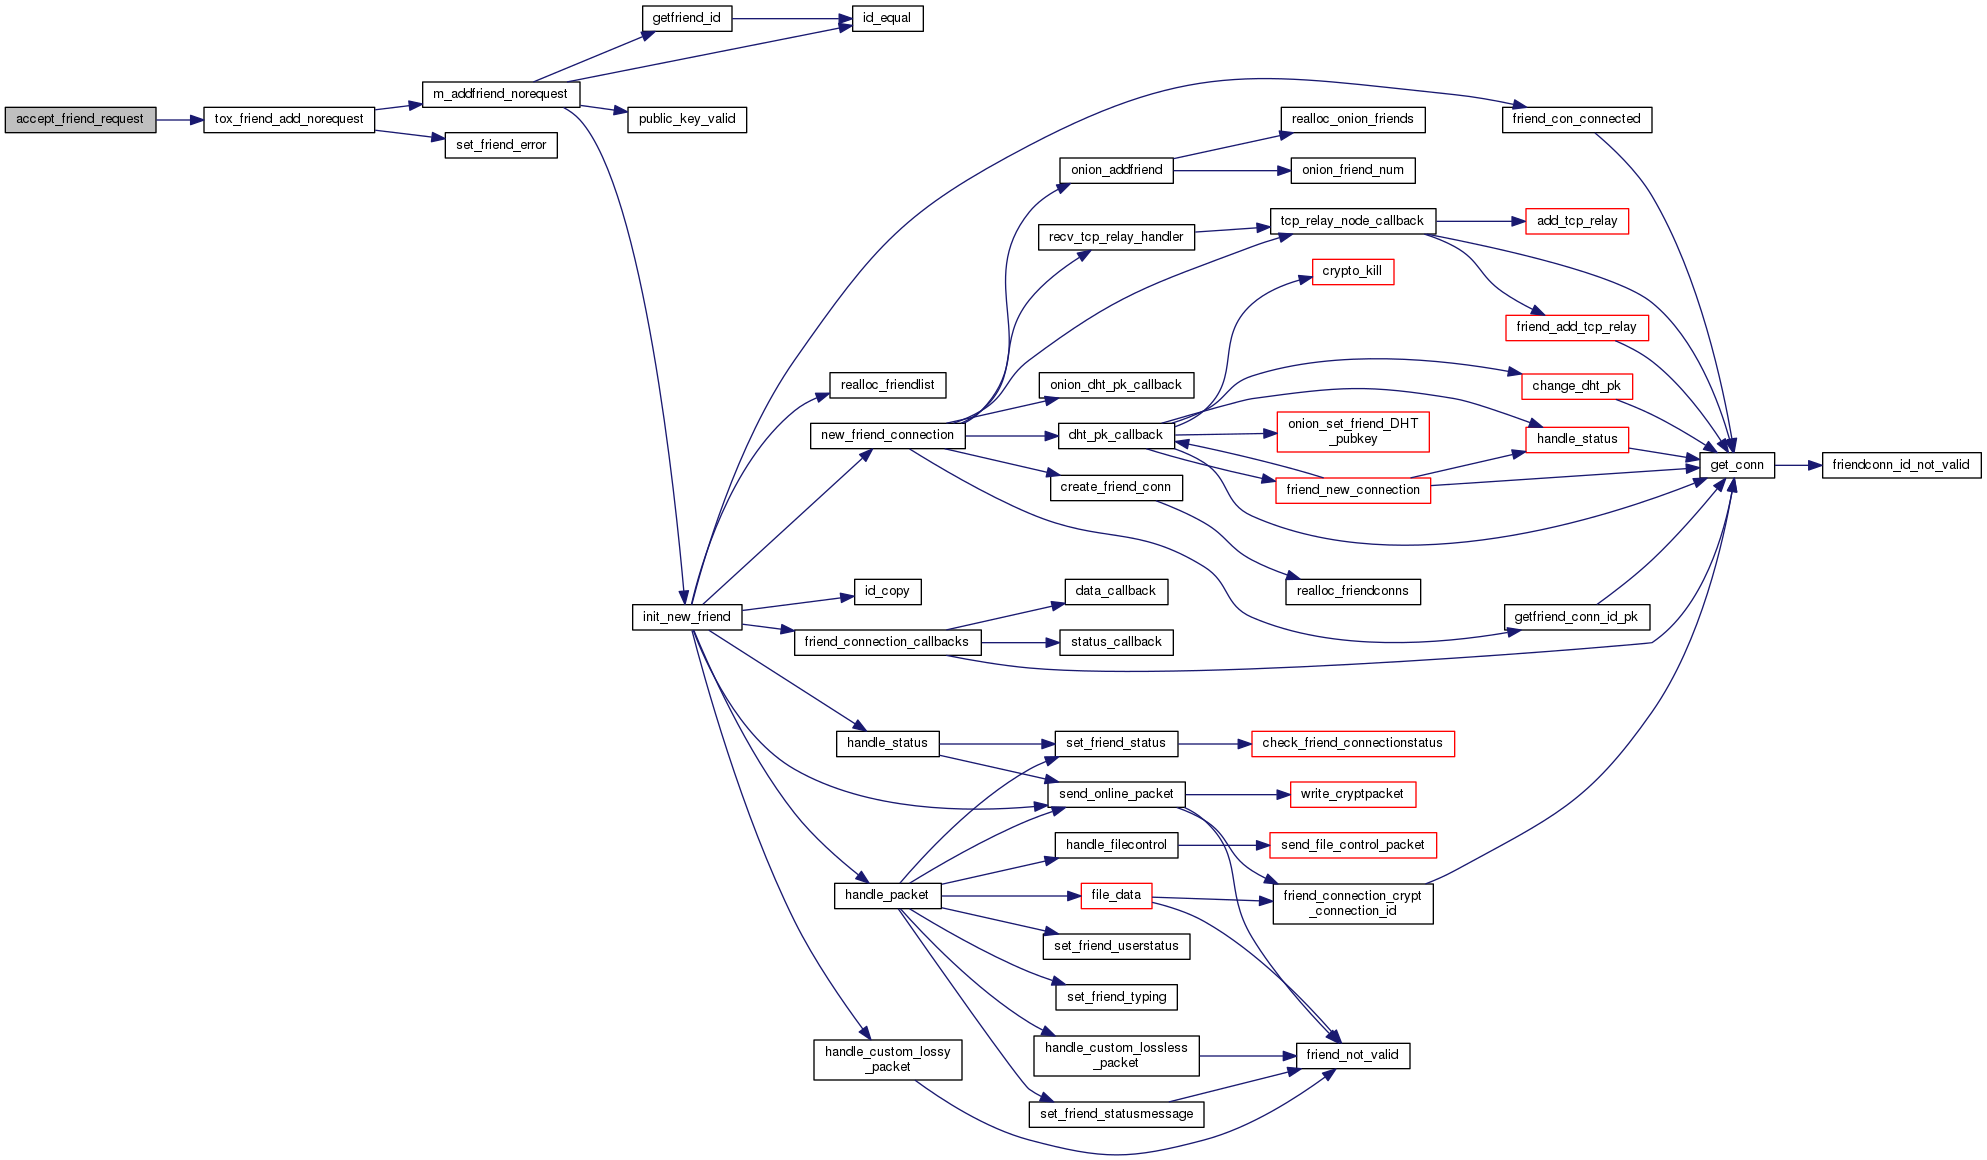 getfriend_id
id_equal
m_addfriend_norequest
accept_friend_request
tox_friend_add_norequest
public_key_valid
set_friend_error
friend_con_connected
realloc_onion_friends
onion_addfriend
onion_friend_num
tcp_relay_node_callback
add_tcp_relay
recv_tcp_relay_handler
crypto_kill
friend_add_tcp_relay
realloc_friendlist
onion_dht_pk_callback
change_dht_pk
new_friend_connection
dht_pk_callback
onion_set_friend_DHT
_pubkey
handle_status
get_conn
friendconn_id_not_valid
create_friend_conn
friend_new_connection
id_copy
data_callback
realloc_friendconns
init_new_friend
getfriend_conn_id_pk
friend_connection_callbacks
status_callback
handle_status
set_friend_status
check_friend_connectionstatus
send_online_packet
write_cryptpacket
handle_filecontrol
send_file_control_packet
handle_packet
file_data
friend_connection_crypt
_connection_id
set_friend_userstatus
set_friend_typing
handle_custom_lossy
_packet
handle_custom_lossless
_packet
friend_not_valid
set_friend_statusmessage